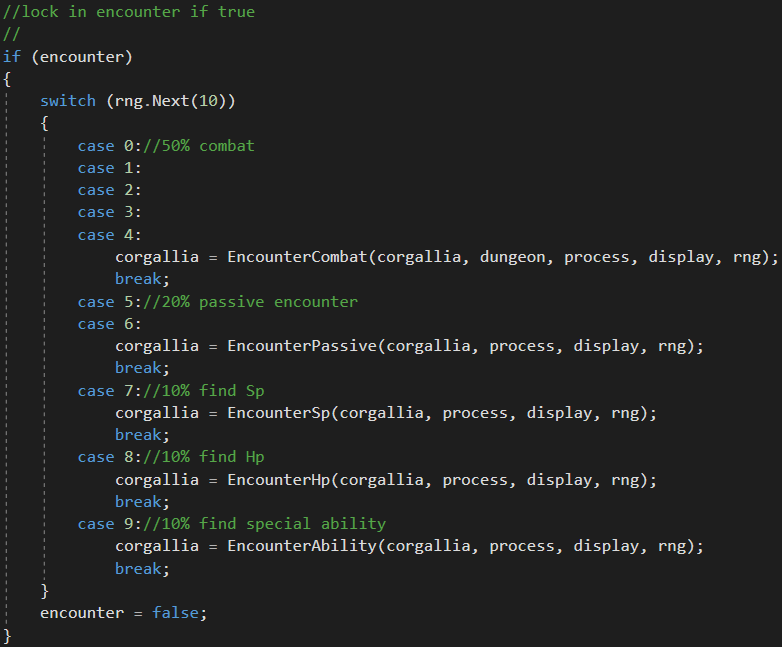 //lock in encounter if true
//
if (encounter)
{
    switch (rng.Next(10))
    {
        case 0://50% combat
        case 1:
        case 2:
        case 3:
        case 4:
            corgallia = EncounterCombat(corgallia, dungeon, process, display, rng);
            break;
        case 5://20% passive encounter
        case 6:
            corgallia = EncounterPassive(corgallia, process, display, rng);
            break;
        case 7://10% find Sp
            corgallia = EncounterSp(corgallia, process, display, rng);
            break;
        case 8://10% find Hp
            corgallia = EncounterHp(corgallia, process, display, rng);
            break;
        case 9://10% find special ability
            corgallia = EncounterAbility(corgallia, process, display, rng);
            break;
    }
    encounter = false;
}